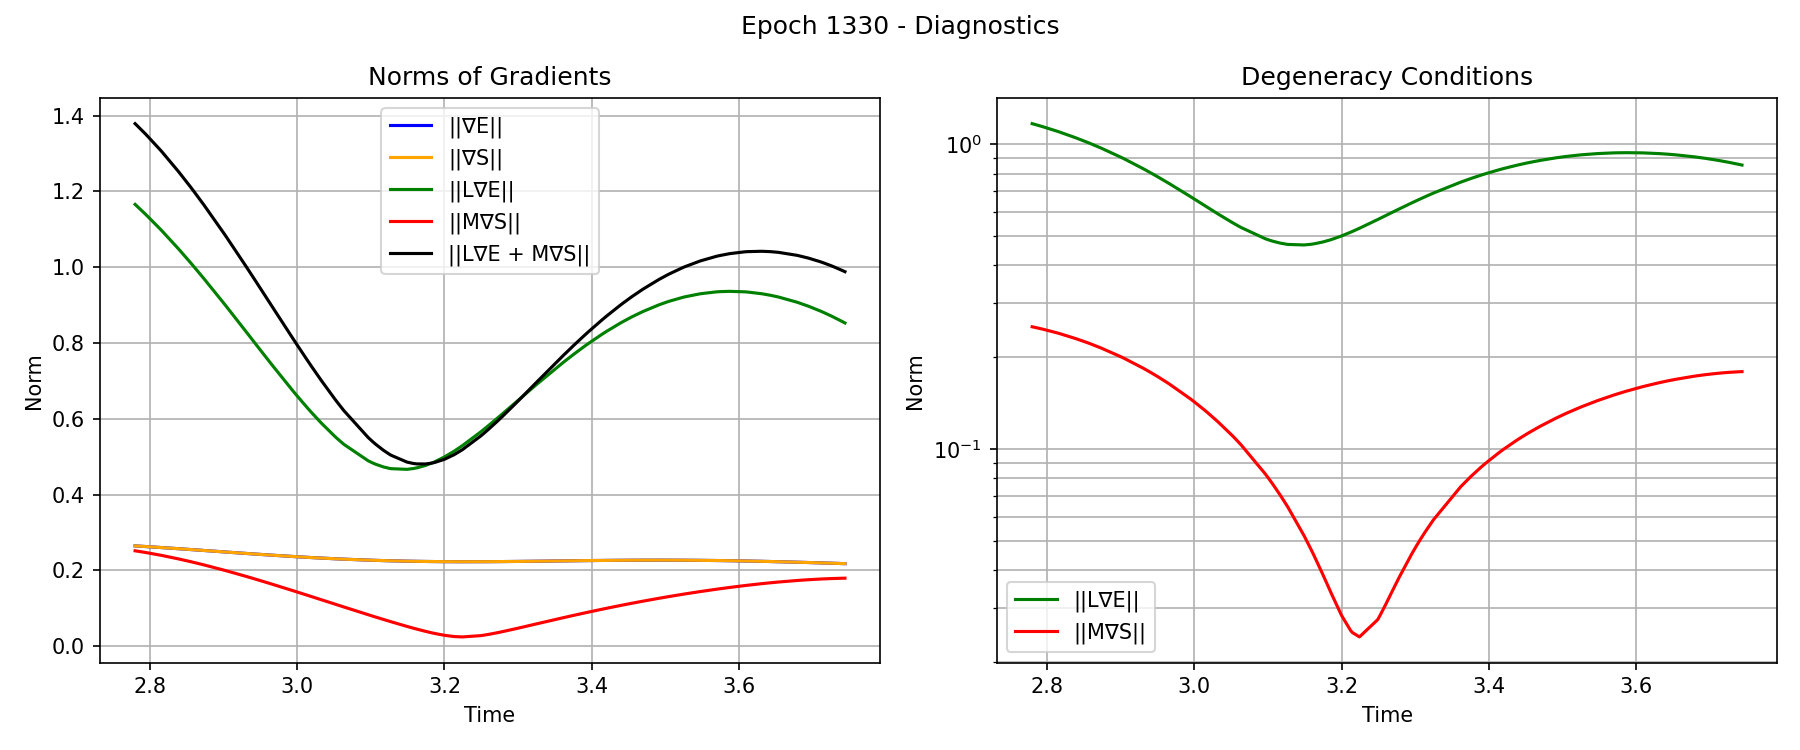 Epoch 1330 - Diagnostics
Norms of Gradients
1.4
1.2
1.0
0.8
0.6
0.4
0.2
0.0
Norm
||∇E||
||∇S||
||L∇E||
||M∇S||
||L∇E + M∇S||
2.8
3.0
3.2
3.4
3.6
Time
Degeneracy Conditions
10⁰
10⁻¹
Norm
||L∇E||
||M∇S||
2.8
3.0
3.2
3.4
3.6
Time